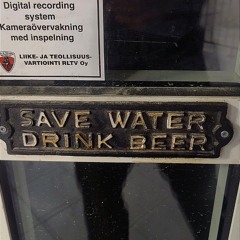 Digital recording
system
Kameraövervakning
med inspelning
LIIKE- JA TEOLLISUUS-
VARTIOINTI RLTV Oy
SAVE WATER
DRINK BEER